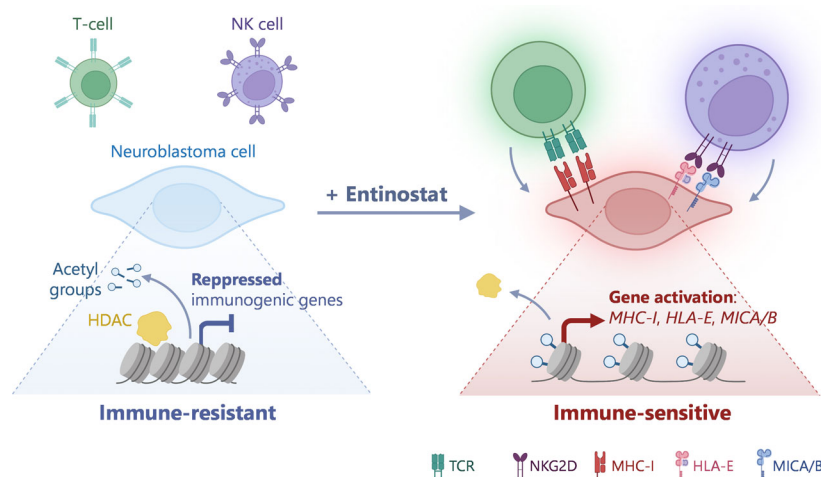 T-cell
NK cell
Neuroblastoma cell
Acetyl
groups
Reppressed
immunogenic genes
HDAC
Immune-resistant
+ Entinostat
Gene activation:
MHC-I, HLA-E, MICA/B
Immune-sensitive
TCR
NKG2D
MHC-I
HLA-E
MICA/B